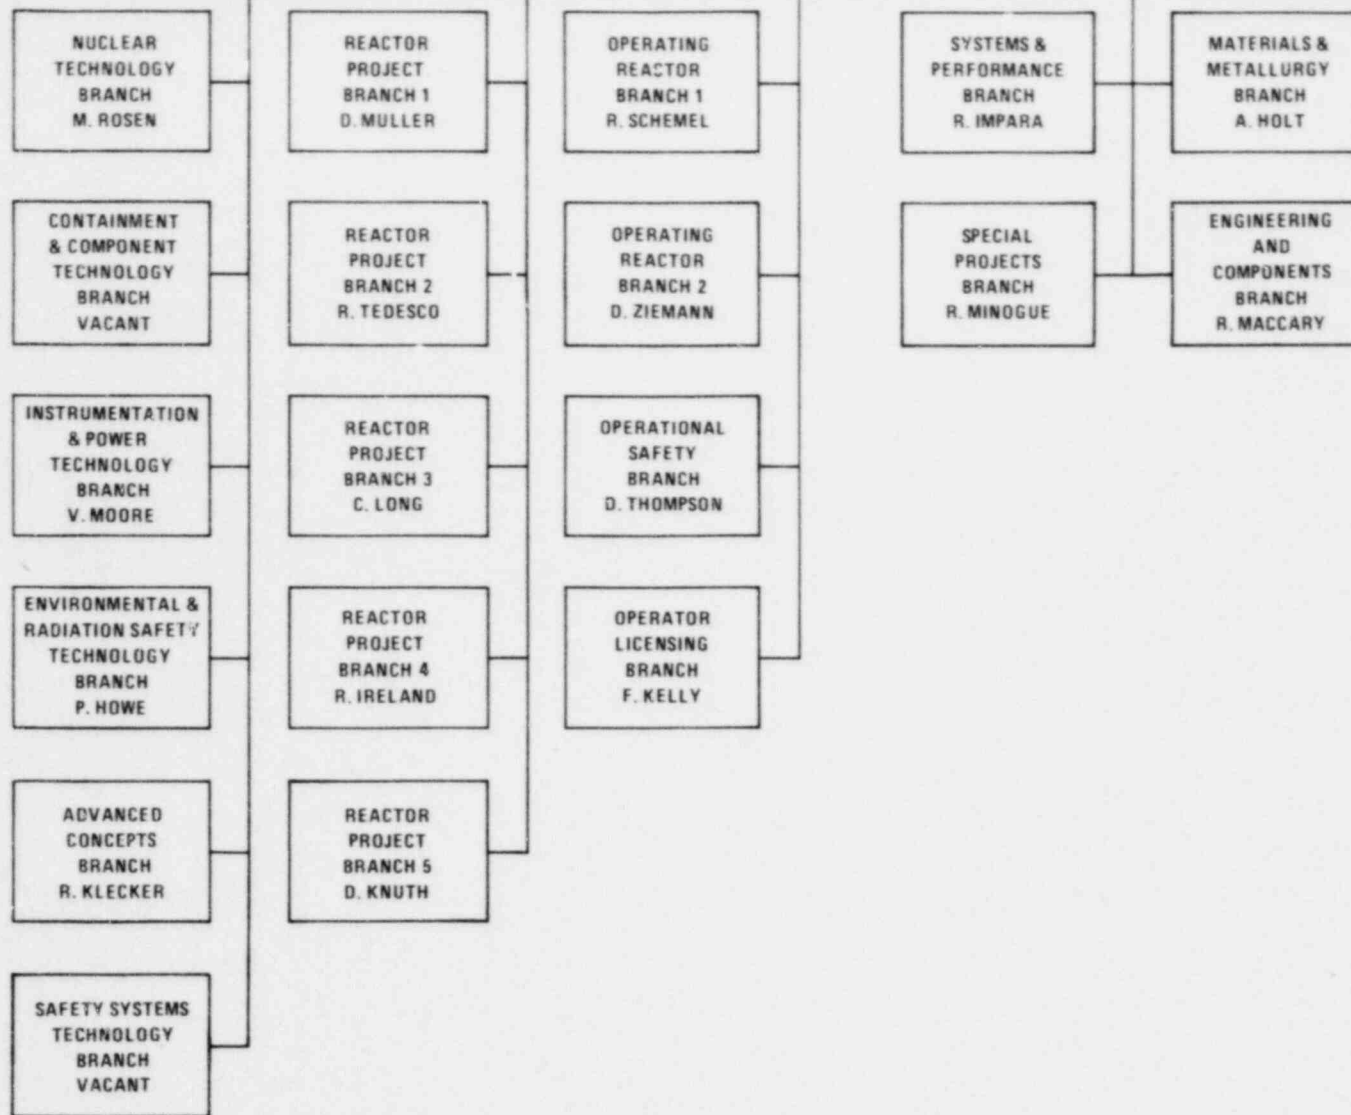 NUCLEAR
TECHNOLOGY
BRANCH
M. ROSEN
CONTAINMENT
& COMPONENT
TECHNOLOGY
BRANCH
VACANT
INSTRUMENTATION
& POWER
TECHNOLOGY
BRANCH
V. MOORE
ENVIRONMENTAL &
RADIATION SAFETY
TECHNOLOGY
BRANCH
P. HOWE
ADVANCED
CONCEPTS
BRANCH
R. KLECKER
SAFETY SYSTEMS
TECHNOLOGY
BRANCH
VACANT
REACTOR
PROJECT
BRANCH 1
D. MULLER
REACTOR
PROJECT
BRANCH 2
R. TEDESCO
REACTOR
PROJECT
BRANCH 3
C. LONG
REACTOR
PROJECT
BRANCH 4
R. IRELAND
REACTOR
PROJECT
BRANCH 5
D. KNUTH
OPERATING
REACTOR
BRANCH 1
R. SCHEMEL
OPERATING
REACTOR
BRANCH 2
D. ZIEMANN
OPERATIONAL
SAFETY
BRANCH
D. THOMPSON
OPERATOR
LICENSING
BRANCH
F. KELLY
SYSTEMS &
PERFORMANCE
BRANCH
R. IMPARA
SPECIAL
PROJECTS
BRANCH
R. MINOGUE
MATERIALS &
METALLURGY
BRANCH
A. HOLT
ENGINEERING
AND
COMPONENTS
BRANCH
R. MACCARY